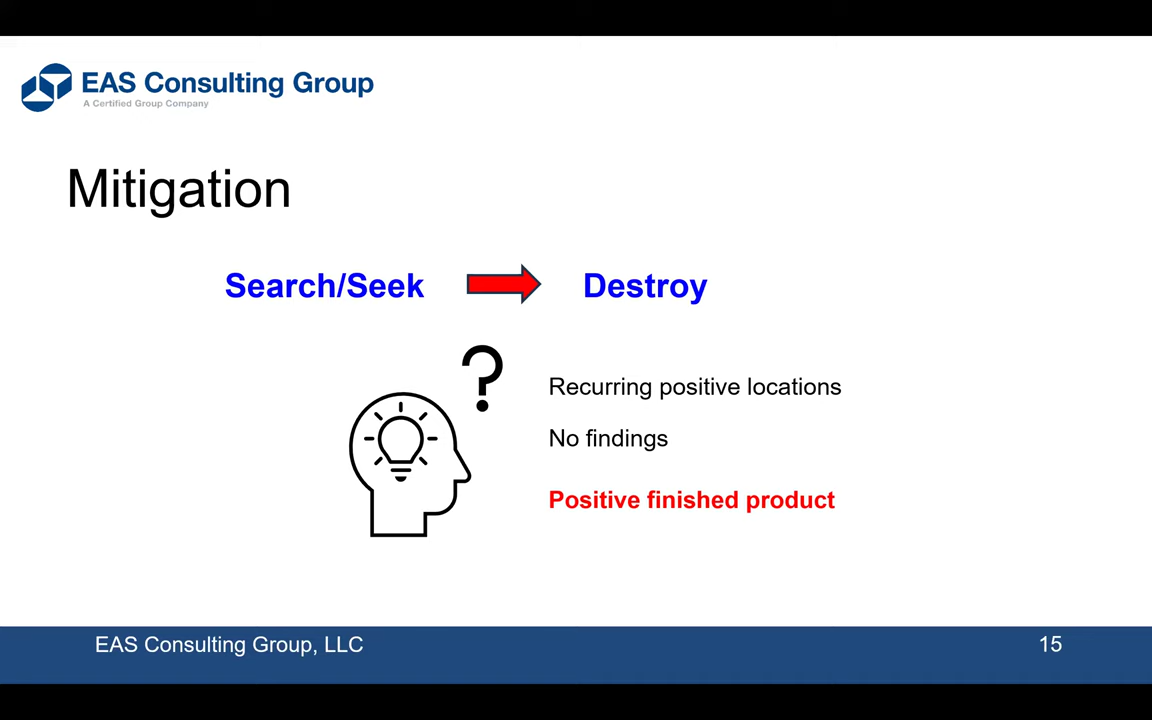 EAS Consulting Group
A Certified Group Company
Mitigation
Search/Seek Destroy
?
Recurring positive locations
No findings
Positive finished product
EAS Consulting Group, LLC 15